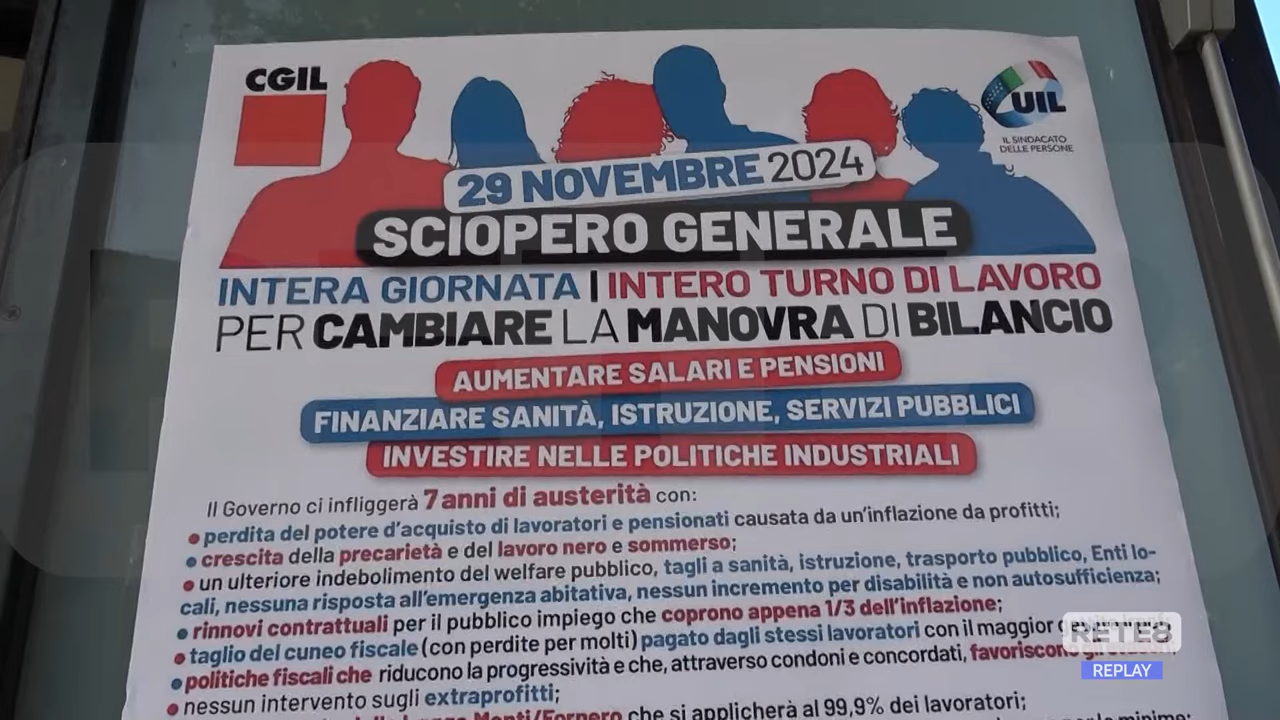 CGIL
UIL
IL SINDACATO
DELLE PERSONE
29 NOVEMBRE 2024
SCIOPERO GENERALE
INTERA GIORNATA | INTERO TURNO DI LAVORO
PER CAMBIARE LA MANOVRA DI BILANCIO
AUMENTARE SALARI E PENSIONI
FINANZIARE SANITÀ, ISTRUZIONE, SERVIZI PUBBLICI
INVESTIRE NELLE POLITICHE INDUSTRIALI
Il Governo ci infliggerà 7 anni di austerità con:
• perdita del potere d'acquisto di lavoratori e pensionati causata da un'inflazione da profitti;
• crescita della precarietà e del lavoro nero e sommerso;
• un ulteriore indebolimento del welfare pubblico, tagli a sanità, istruzione, trasporto pubblico, Enti lo-
cali, nessuna risposta all'emergenza abitativa, nessun incremento per disabilità e non autosufficienza;
• rinnovi contrattuali per il pubblico impiego che coprono appena 1/3 dell'inflazione;
• taglio del cuneo fiscale (con perdite per molti) pagato dagli stessi lavoratori con il maggior
• politiche fiscali che riducono la progressività e che, attraverso condoni e concordati, favoriscono
• nessun intervento sugli extraprofitti;
Monti/Fornero che si applicherà al 99,9% dei lavoratori;
RETE8
REPLAY